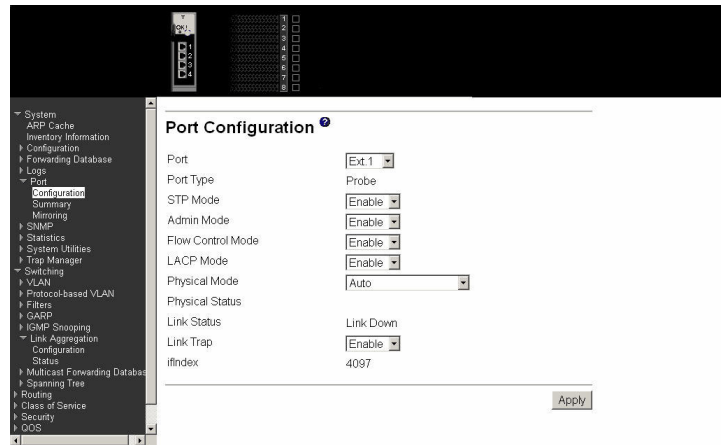 OK
1
2
3
4
1
2
3
4
5
6
7
8
System
ARP Cache
Inventory Information
Configuration
Forwarding Database
Logs
Port
Configuration
Summary
Mirroring
SNMP
Statistics
System Utilities
Trap Manager
Switching
VLAN
Protocol-based VLAN
Filters
GARP
IGMP Snooping
Link Aggregation
Configuration
Status
Multicast Forwarding Databas
Spanning Tree
Routing
Class of Service
Security
QOS
Port Configuration ?
Port Ext.1
Port Type Probe
STP Mode Enable
Admin Mode Enable
Flow Control Mode Enable
LACP Mode Enable
Physical Mode Auto
Physical Status
Link Status Link Down
Link Trap Enable
ifIndex 4097
Apply